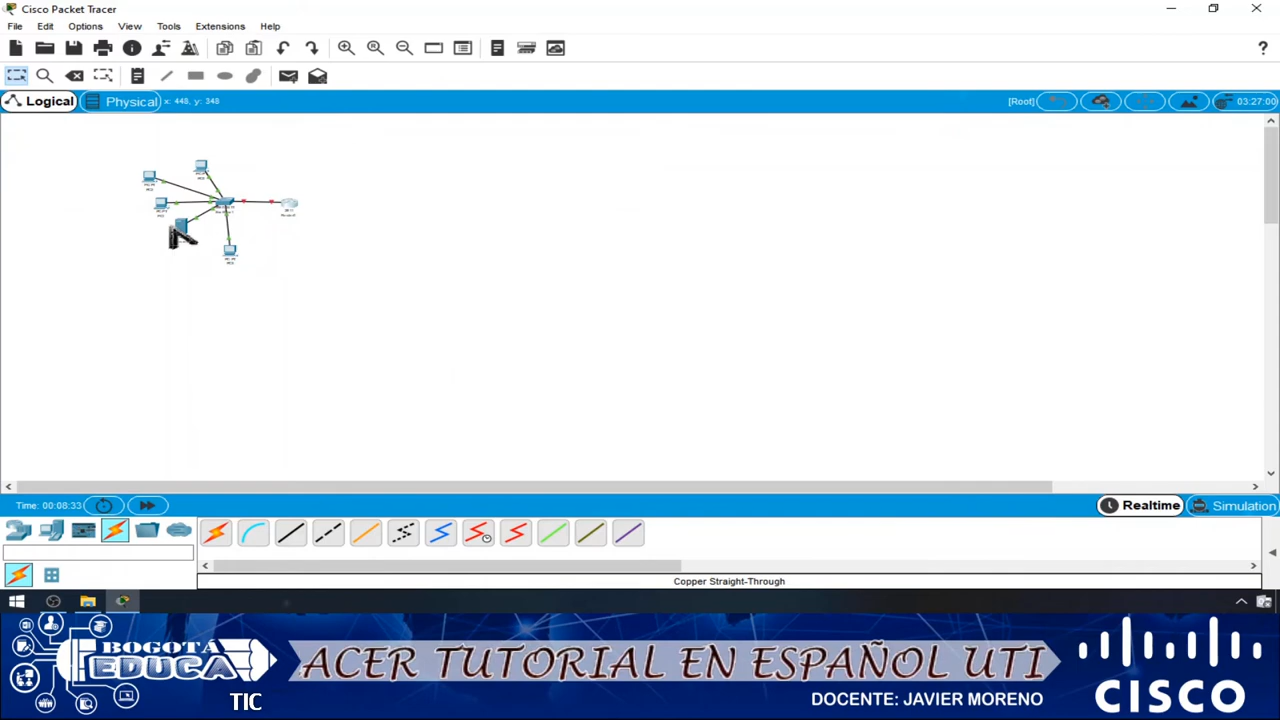 Cisco Packet Tracer
File Edit Options View Tools Extensions Help
Logical Physical x: 448, y: 348 [Root] 03:27:00
Time: 00:08:33 Realtime Simulation
Copper Straight-Through
BOGOTÁ
EDUCA
TIC
ACER TUTORIAL EN ESPAÑOL UTI
DOCENTE: JAVIER MORENO
CISCO